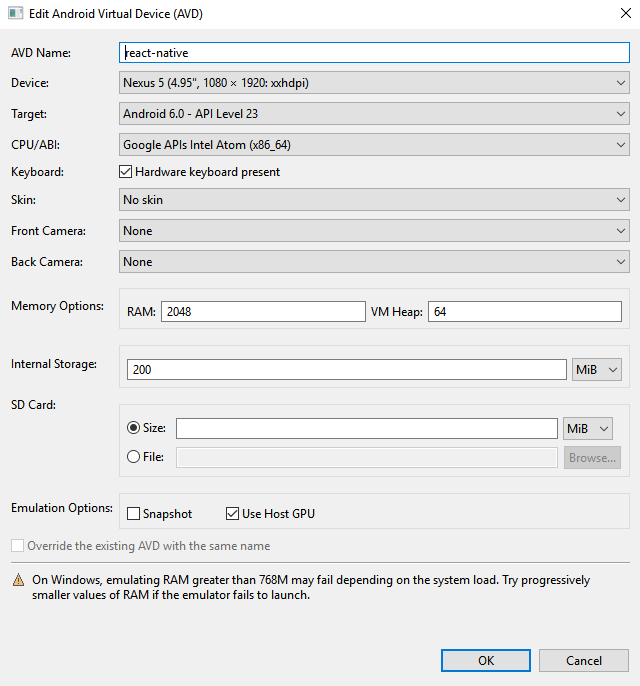 Edit Android Virtual Device (AVD)
AVD Name: react-native
Device: Nexus 5 (4.95", 1080 × 1920: xxhdpi)
Target: Android 6.0 - API Level 23
CPU/ABI: Google APIs Intel Atom (x86_64)
Keyboard: Hardware keyboard present
Skin: No skin
Front Camera: None
Back Camera: None
Memory Options: RAM: 2048 VM Heap: 64
Internal Storage: 200 MiB
SD Card:
Size: MiB
File: Browse...
Emulation Options: Snapshot Use Host GPU
Override the existing AVD with the same name
On Windows, emulating RAM greater than 768M may fail depending on the system load. Try progressively
smaller values of RAM if the emulator fails to launch.
OK Cancel